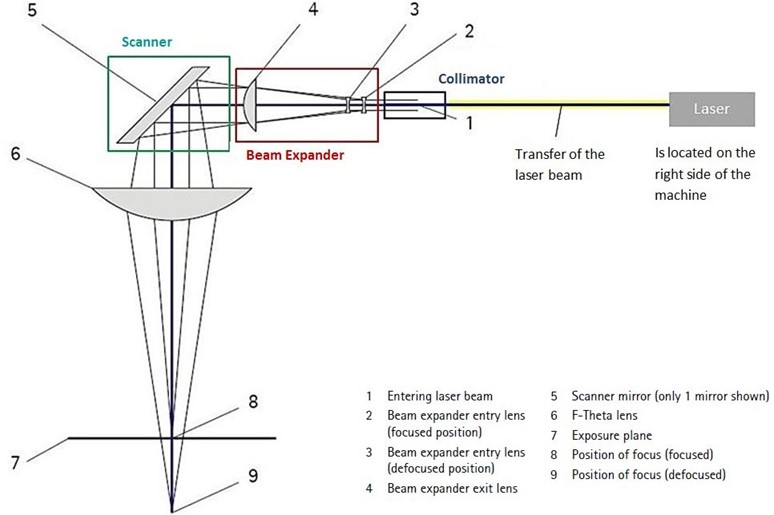 5
4
3
2
Scanner
Collimator
Laser
1
Beam Expander
Transfer of the
laser beam
Is located on the
right side of the
machine
6
8
7
9
1 Entering laser beam
2 Beam expander entry lens
(focused position)
3 Beam expander entry lens
(defocused position)
4 Beam expander exit lens
5 Scanner mirror (only 1 mirror shown)
6 F-Theta lens
7 Exposure plane
8 Position of focus (focused)
9 Position of focus (defocused)